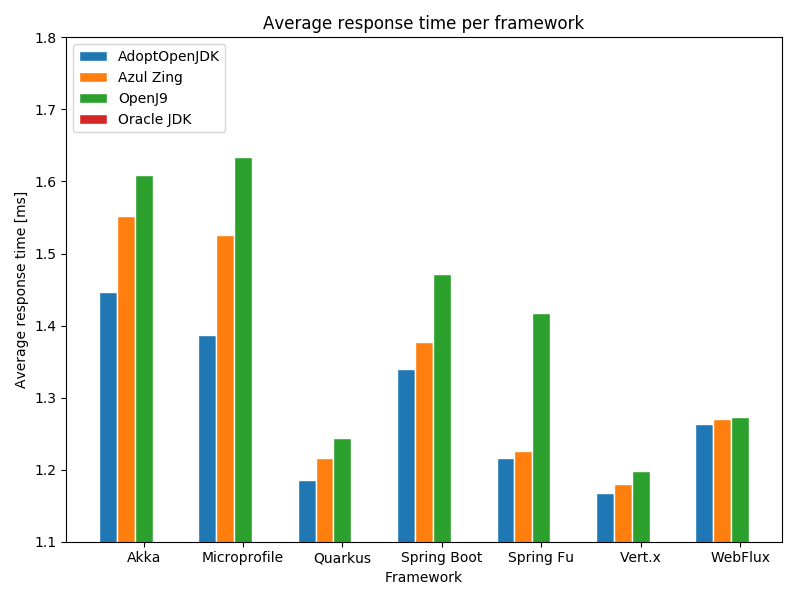 Average response time per framework
AdoptOpenJDK
Azul Zing
OpenJ9
Oracle JDK
1.8
1.7
1.6
1.5
1.4
1.3
1.2
1.1
Average response time [ms]
Akka Microprofile Quarkus Spring Boot Spring Fu Vert.x WebFlux
Framework